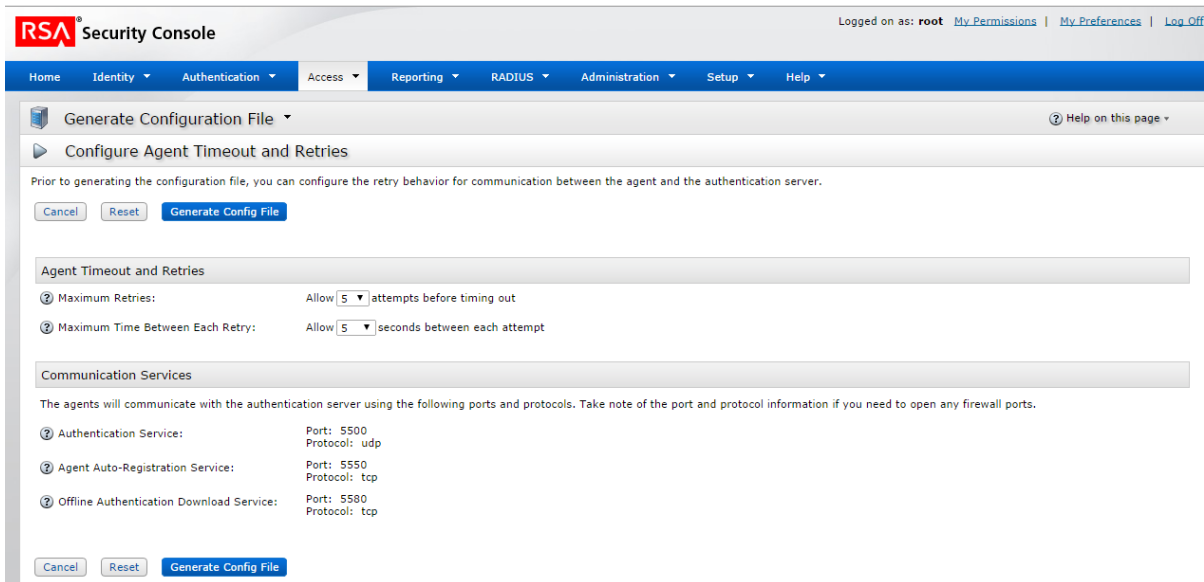 RSA® Security Console
Logged on as: root My Permissions | My Preferences | Log Off
Home Identity Authentication Access Reporting RADIUS Administration Setup Help
Generate Configuration File
Help on this page
Configure Agent Timeout and Retries
Prior to generating the configuration file, you can configure the retry behavior for communication between the agent and the authentication server.
Cancel Reset Generate Config File
Agent Timeout and Retries
Maximum Retries: Allow 5 attempts before timing out
Maximum Time Between Each Retry: Allow 5 seconds between each attempt
Communication Services
The agents will communicate with the authentication server using the following ports and protocols. Take note of the port and protocol information if you need to open any firewall ports.
Authentication Service: Port: 5500
Protocol: udp
Agent Auto-Registration Service: Port: 5550
Protocol: tcp
Offline Authentication Download Service: Port: 5580
Protocol: tcp
Cancel Reset Generate Config File